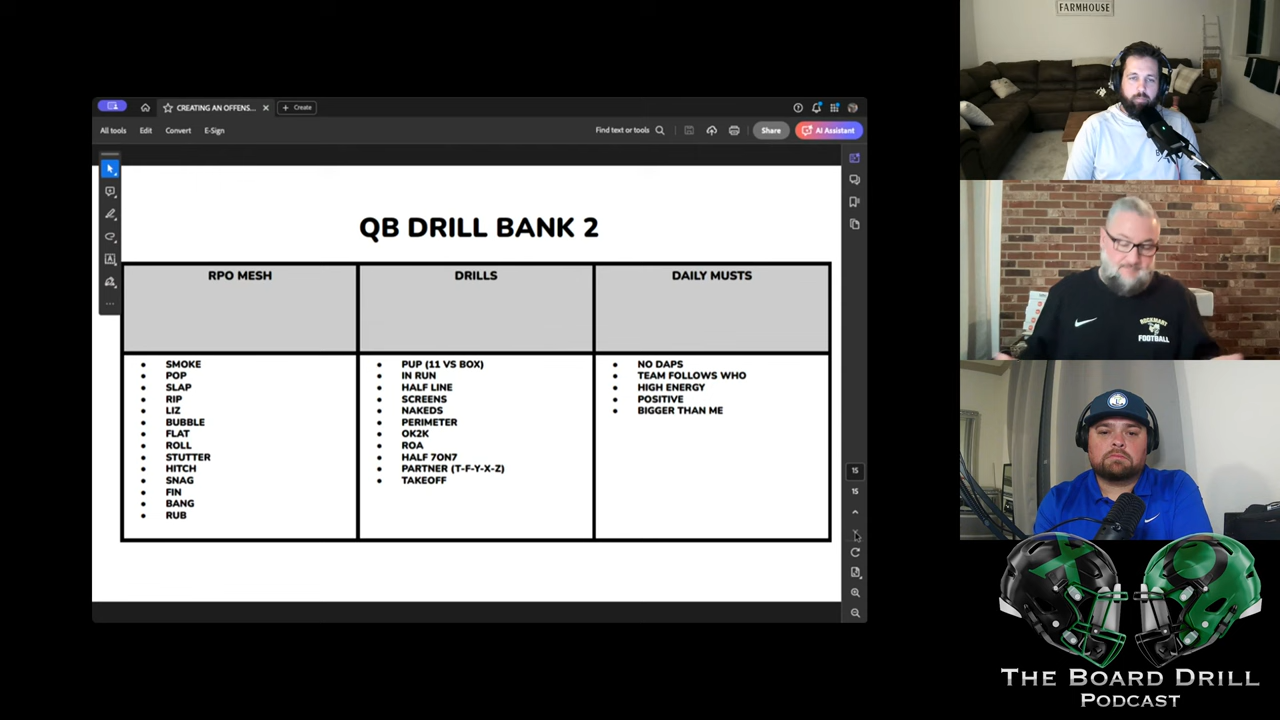 CREATING AN OFFENS...
Create
All tools
Edit
Convert
E-Sign
Find text or tools
Share
AI Assistant
QB DRILL BANK 2
RPO MESH
SMOKE
POP
SLAP
RIP
LIZ
BUBBLE
FLAT
ROLL
STUTTER
HITCH
SNAG
FIN
BANG
RUB
DRILLS
PUP (11 VS BOX)
IN RUN
HALF LINE
SCREENS
NAKEDS
PERIMETER
OK2K
ROA
HALF 7ON7
PARTNER (T-F-Y-X-Z)
TAKEOFF
DAILY MUSTS
NO DAPS
TEAM FOLLOWS WHO
HIGH ENERGY
POSITIVE
BIGGER THAN ME
15
15
FARMHOUSE
ROCKMART
FOOTBALL
THE BOARD DRILL
PODCAST